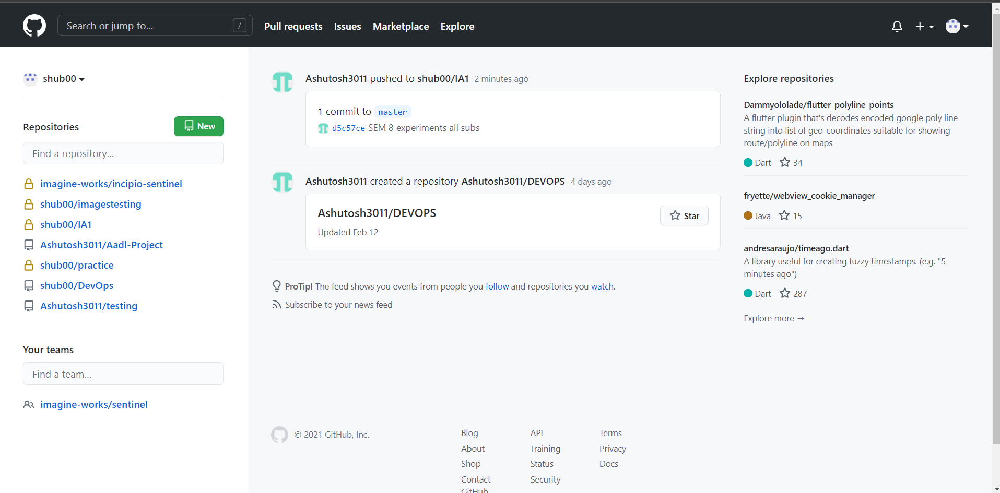 Search or jump to...
/
Pull requests
Issues
Marketplace
Explore
shub00
Repositories
New
Find a repository...
imagine-works/incipio-sentinel
shub00/imagestesting
shub00/IA1
Ashutosh3011/Aadl-Project
shub00/practice
shub00/DevOps
Ashutosh3011/testing
Your teams
Find a team...
imagine-works/sentinel
Ashutosh3011 pushed to shub00/IA1 2 minutes ago
1 commit to master
d5c57ce SEM 8 experiments all subs
Ashutosh3011 created a repository Ashutosh3011/DEVOPS 4 days ago
Ashutosh3011/DEVOPS
Star
Updated Feb 12
ProTip! The feed shows you events from people you follow and repositories you watch.
Subscribe to your news feed
Explore repositories
Dammyololade/flutter_polyline_points
A flutter plugin that's decodes encoded google poly line
string into list of geo-coordinates suitable for showing
route/polyline on maps
Dart 34
fryette/webview_cookie_manager
Java 15
andresaraujo/timeago.dart
A library useful for creating fuzzy timestamps. (e.g. "5
minutes ago")
Dart 287
Explore more →
© 2021 GitHub, Inc.
Blog
About
Shop
Contact
GitHub
API
Training
Status
Security
Terms
Privacy
Docs